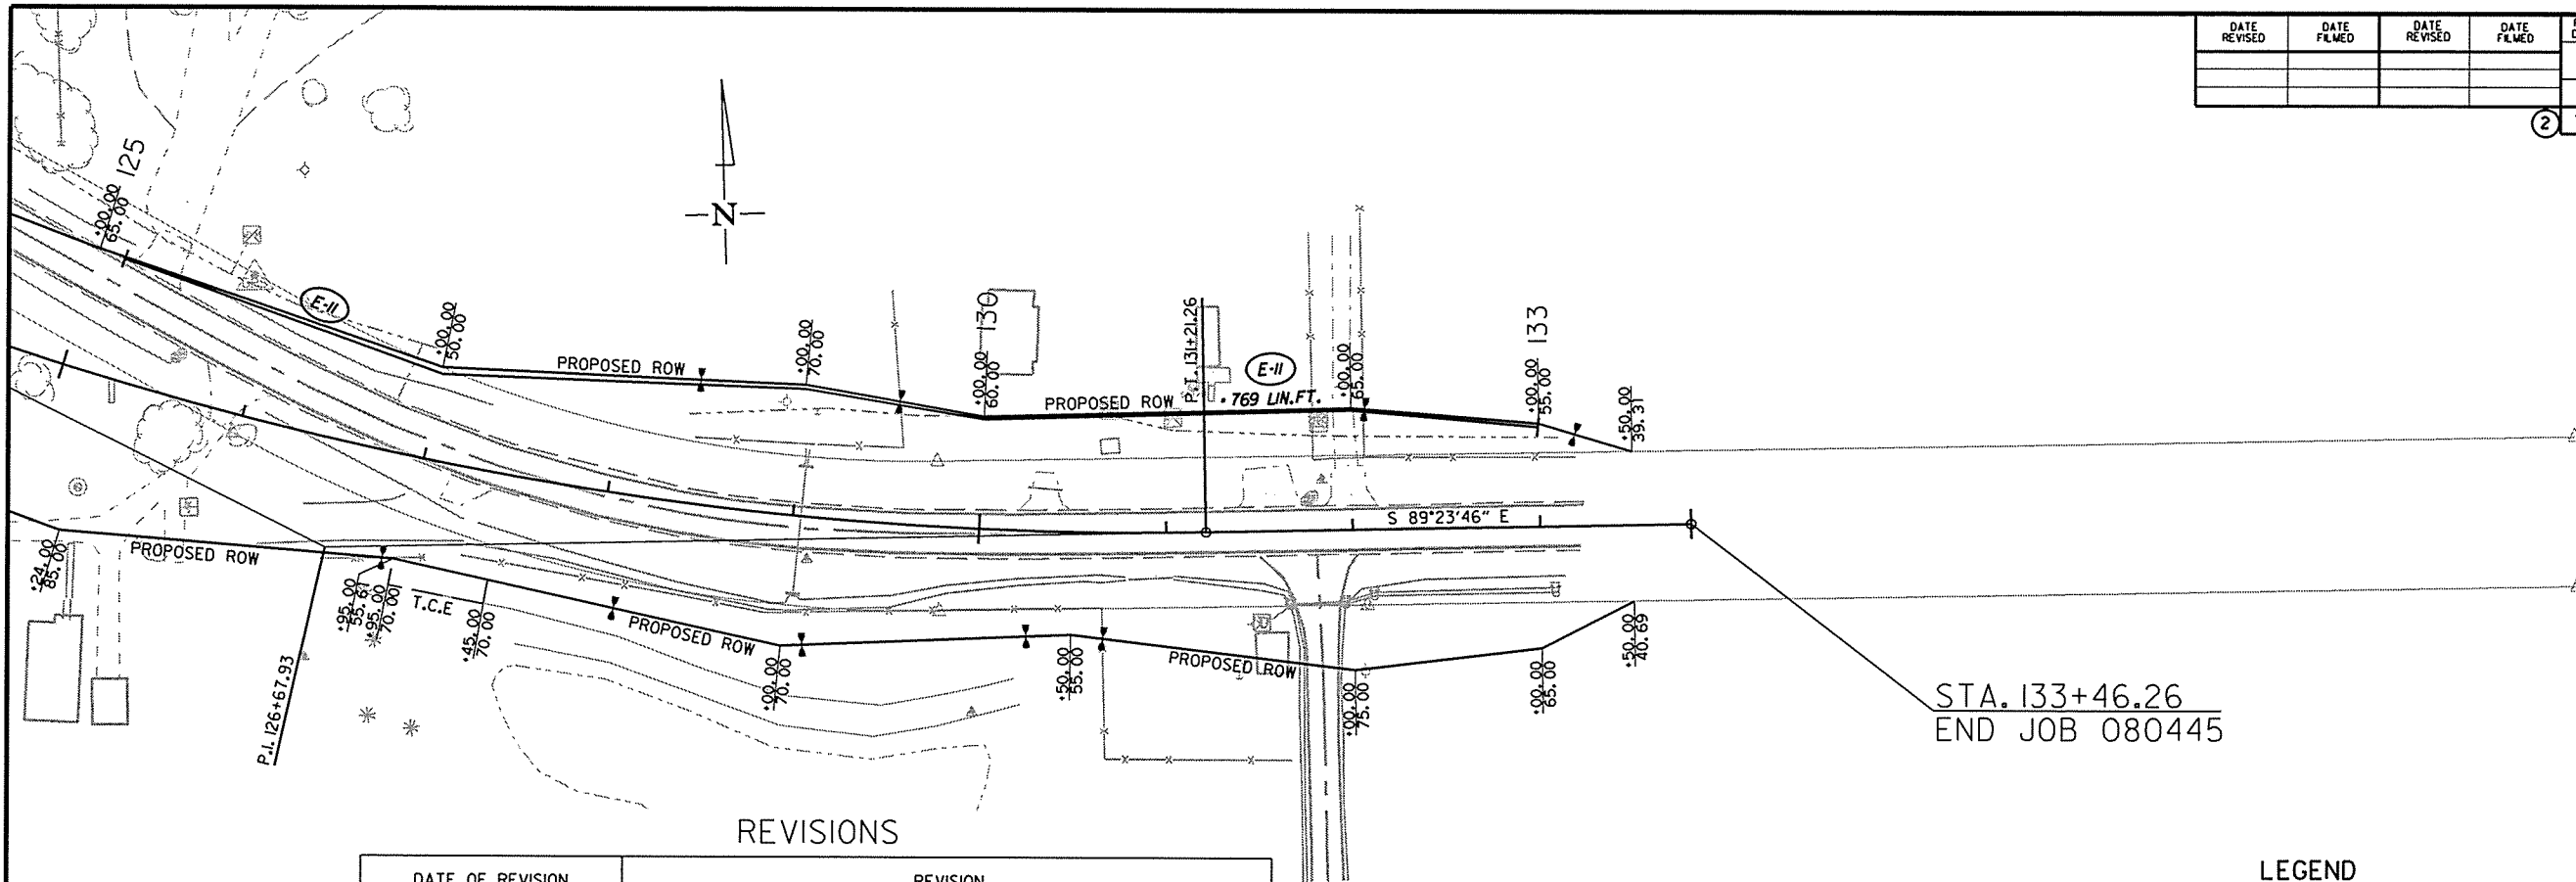 DATE REVISED
DATE FILMED
DATE REVISED
DATE FILMED
2
125
+00.00
65.00
N
E-11
+00.00
50.00
PROPOSED ROW
+00.00
70.00
130
+00.00
60.00
PROPOSED ROW
P.T. 131+21.26
E-11
769 LIN.FT.
+00.00
65.00
133
+00.00
55.00
+50.00
39.31
S 89°23'46" E
+24.00
85.00
PROPOSED ROW
P.I. 126+67.93
+95.00
55.61
+95.00
70.00
T.C.E
+45.00
70.00
PROPOSED ROW
+00.00
70.00
+50.00
55.00
PROPOSED ROW
+00.00
75.00
+00.00
65.00
+50.00
40.69
STA. 133+46.26
END JOB 080445
REVISIONS
DATE OF REVISION
REVISION
LEGEND